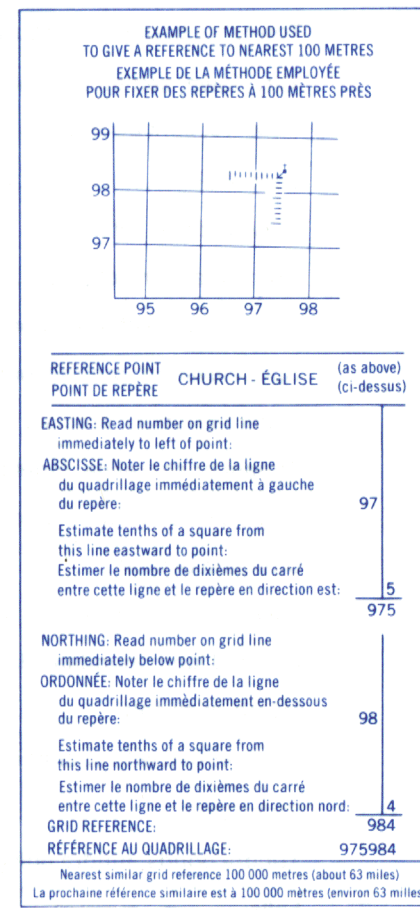 EXAMPLE OF METHOD USED
TO GIVE A REFERENCE TO NEAREST 100 METRES
EXEMPLE DE LA MÉTHODE EMPLOYÉE
POUR FIXER DES REPÈRES À 100 MÈTRES PRÈS
99
98
97
95 96 97 98
REFERENCE POINT
POINT DE REPÈRE
CHURCH - ÉGLISE
(as above)
(ci-dessus)
EASTING: Read number on grid line
immediately to left of point:
ABSCISSE: Noter le chiffre de la ligne
du quadrillage immédiatement à gauche
du repère: 97
Estimate tenths of a square from
this line eastward to point:
Estimer le nombre de dixièmes du carré
entre cette ligne et le repère en direction est: 5
975
NORTHING: Read number on grid line
immediately below point:
ORDONNÉE: Noter le chiffre de la ligne
du quadrillage immèdiatement en-dessous
du repère: 98
Estimate tenths of a square from
this line northward to point:
Estimer le nombre de dixièmes du carré
entre cette ligne et le repère en direction nord: 4
GRID REFERENCE: 984
RÉFÉRENCE AU QUADRILLAGE: 975984
Nearest similar grid reference 100 000 metres (about 63 miles)
La prochaine référence similaire est à 100 000 mètres (environ 63 milles